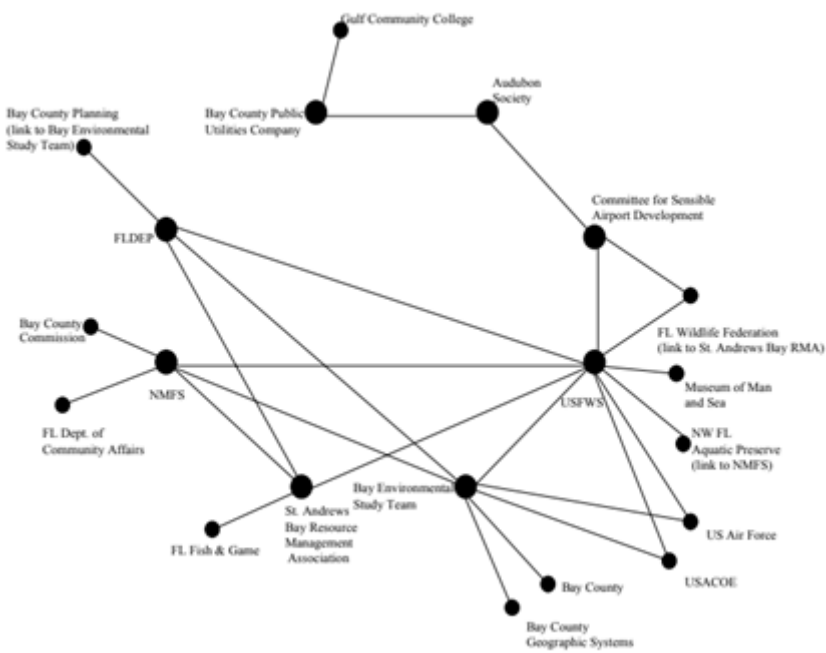 Gulf Community College
Audubon
Society
Bay County Public
Utilities Company
Bay County Planning
(link to Bay Environmental
Study Team)
Committee for Sensible
Airport Development
FLDEP
Bay County
Commission
FL Wildlife Federation
(link to St. Andrews Bay RMA)
NMFS
USFWS
Museum of Man
and Sea
FL Dept. of
Community Affairs
NW FL
Aquatic Preserve
(link to NMFS)
Bay Environmental
Study Team
St. Andrews
Bay Resource
Management
Association
FL Fish & Game
US Air Force
USACOE
Bay County
Bay County
Geographic Systems